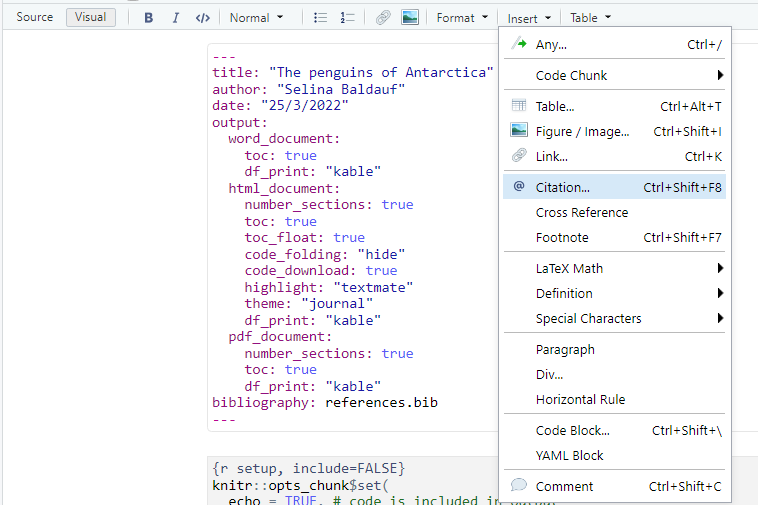 Source Visual B I </> Normal Format Insert Table
Any... Ctrl+/
Code Chunk
Table... Ctrl+Alt+T
Figure / Image... Ctrl+Shift+I
Link... Ctrl+K
Citation... Ctrl+Shift+F8
Cross Reference
Footnote Ctrl+Shift+F7
LaTeX Math
Definition
Special Characters
Paragraph
Div...
Horizontal Rule
Code Block... Ctrl+Shift+\
YAML Block
Comment Ctrl+Shift+C
---
title: "The penguins of Antarctica"
author: "Selina Baldauf"
date: "25/3/2022"
output:
  word_document:
    toc: true
    df_print: "kable"
  html_document:
    number_sections: true
    toc: true
    toc_float: true
    code_folding: "hide"
    code_download: true
    highlight: "textmate"
    theme: "journal"
    df_print: "kable"
  pdf_document:
    number_sections: true
    toc: true
    df_print: "kable"
bibliography: references.bib
---
{r setup, include=FALSE}
knitr::opts_chunk$set(
  echo = TRUE, # code is included in